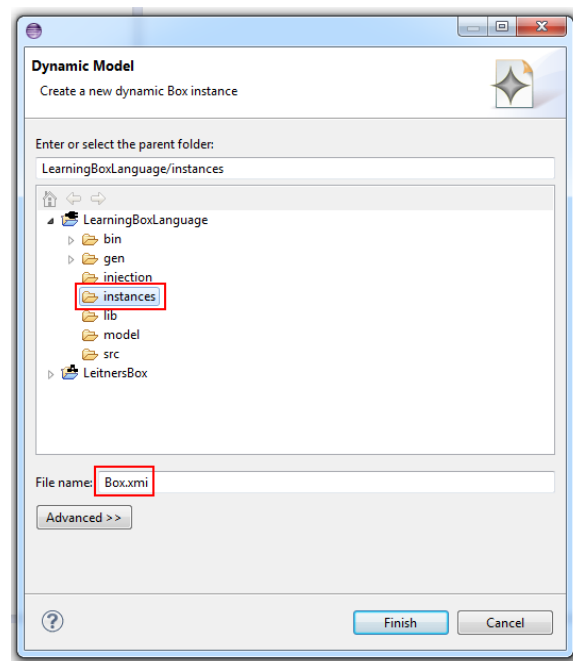 Dynamic Model
Create a new dynamic Box instance
Enter or select the parent folder:
LearningBoxLanguage/instances
LearningBoxLanguage
bin
gen
injection
instances
lib
model
src
LeitnersBox
File name: Box.xmi
Advanced >>
? Finish Cancel